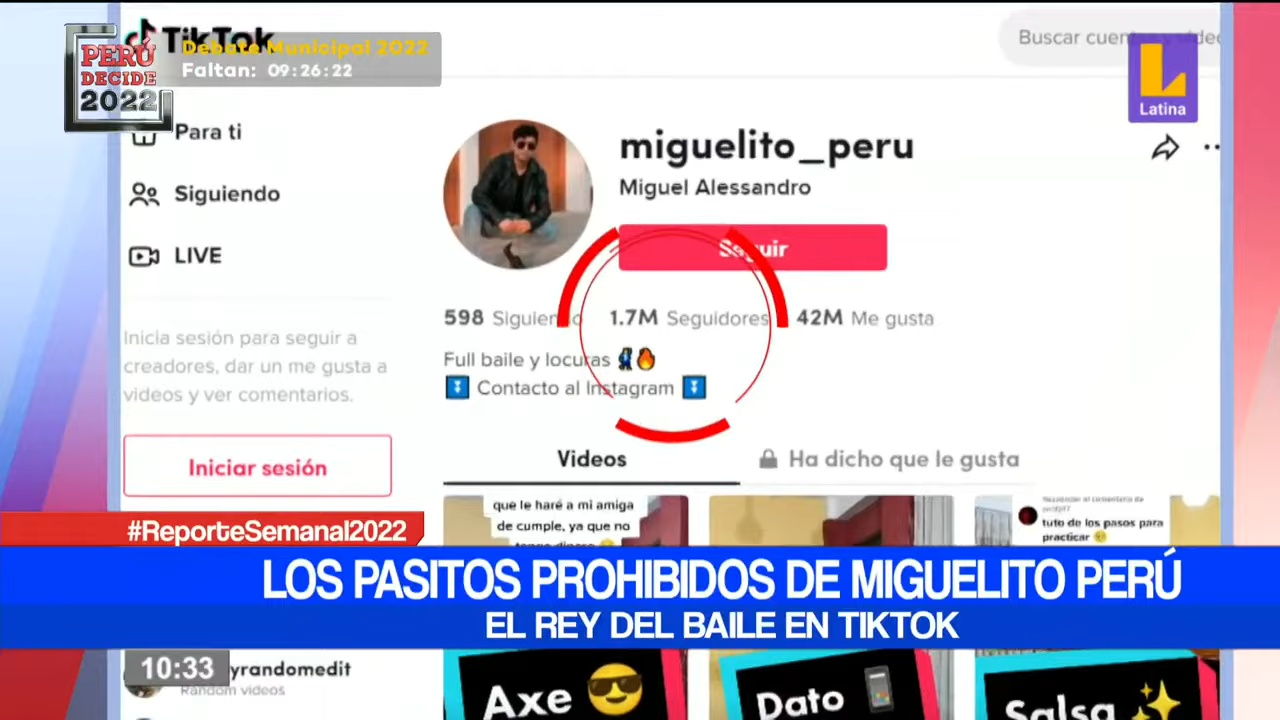 TikTok
Debate Municipal 2022
Faltan: 09:26:22
PERÚ
DECIDE
2022
Buscar cuentas y videos
Latina
Para ti
Siguiendo
LIVE
Inicia sesión para seguir a
creadores, dar un me gusta a
videos y ver comentarios.
Iniciar sesión
miguelito_peru
Miguel Alessandro
Seguir
598 Siguiendo 1.7M Seguidores 42M Me gusta
Full baile y locuras
Contacto al Instagram
Videos
Ha dicho que le gusta
que le haré a mi amiga
de cumple, ya que no
tengo dinero
tuto de los pasos para
practicar
#ReporteSemanal2022
LOS PASITOS PROHIBIDOS DE MIGUELITO PERÚ
EL REY DEL BAILE EN TIKTOK
10:33
yrandomedit
Random videos
Axe
Dato
Salsa